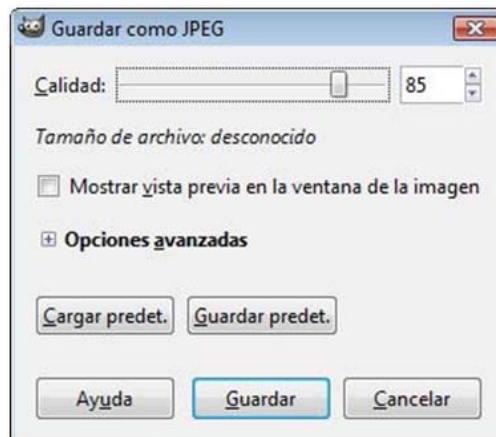 Guardar como JPEG
Calidad: 85
Tamaño de archivo: desconocido
Mostrar vista previa en la ventana de la imagen
Opciones avanzadas
Cargar predet. Guardar predet.
Ayuda Guardar Cancelar